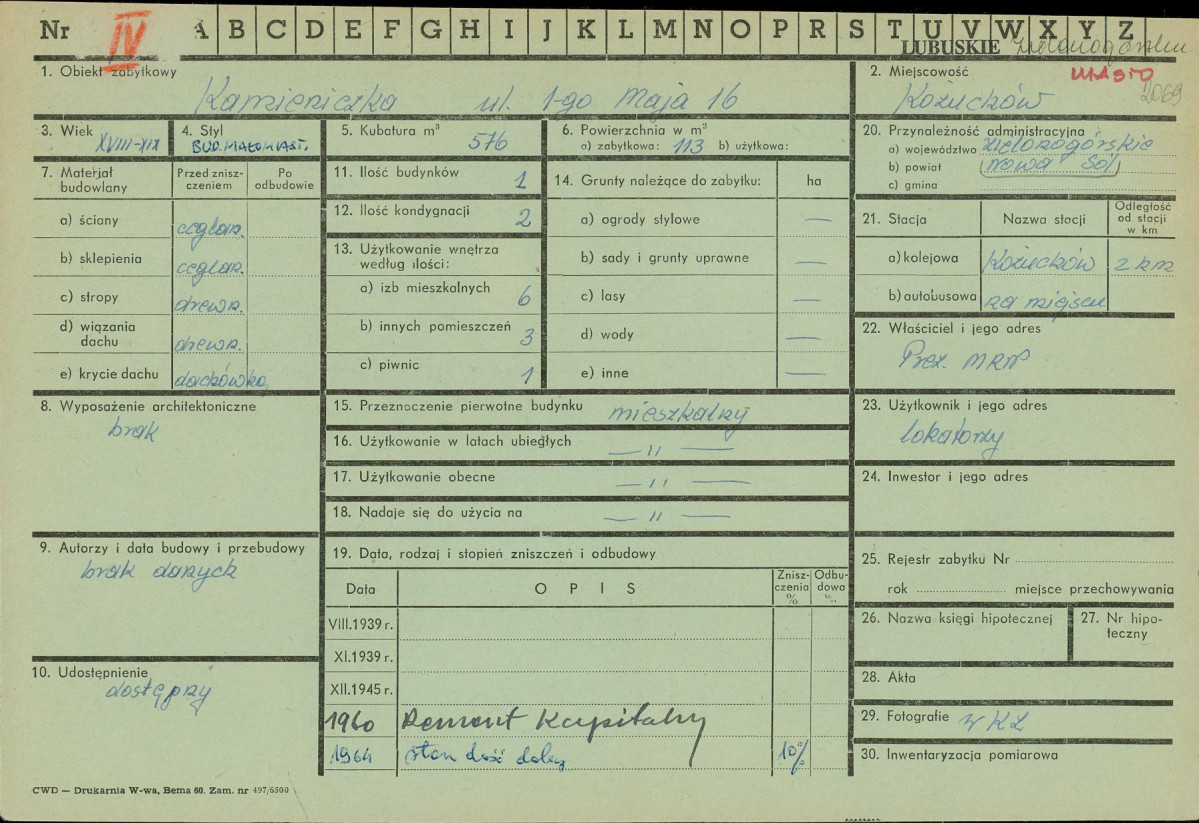 Nr IV A B C D E F G H I J K L M N O P R S T U V W X Y Z
LUBUSKIE zielonogórskie
1. Obiekt zabytkowy
Kamieniczka ul. 1-go Maja 16
2. Miejscowość MIASTO 2069
Kożuchów
3. Wiek
XVIII-XIX
4. Styl
BUD. MAŁOMIAST.
5. Kubatura m³
576
6. Powierzchnia w m²
a) zabytkowa: 113 b) użytkowa:
20. Przynależność administracyjna
a) województwo zielonogórskie
b) powiat Nowa Sól
c) gmina
7. Materjał budowlany
Przed zniszczeniem
Po odbudowie
a) ściany ceglan.
b) sklepienia ceglan.
c) stropy drewn.
d) wiązania dachu drewn.
e) krycie dachu dachówka
11. Ilość budynków 1
12. Ilość kondygnacji 2
13. Użytkowanie wnętrza
według ilości:
a) izb mieszkalnych 6
b) innych pomieszczeń 3
c) piwnic 1
14. Grunty należące do zabytku: ha
a) ogrody stylowe —
b) sady i grunty uprawne —
c) lasy —
d) wody —
e) inne —
21. Stacja Nazwa stacji Odległość od stacji w km
a) kolejowa Kożuchów 2 km
b) autobusowa na miejscu
22. Właściciel i jego adres
Prez. MRN
8. Wyposażenie architektoniczne
brak
15. Przeznaczenie pierwotne budynku mieszkalny
16. Użytkowanie w latach ubiegłych — " —
17. Użytkowanie obecne — " —
18. Nadaje się do użycia na — " —
23. Użytkownik i jego adres
lokatorzy
24. Inwestor i jego adres
9. Autorzy i data budowy i przebudowy
brak danych
19. Data, rodzaj i stopień zniszczeń i odbudowy
Data OPIS Zniszczenia % Odbudowa %
VIII.1939 r.
XI.1939 r.
XII.1945 r.
1960 Remont Kapitalny
1964 stan dość dobry 10%
25. Rejestr zabytku Nr
rok miejsce przechowywania
26. Nazwa księgi hipotecznej
27. Nr hipoteczny
10. Udostępnienie
dostępny
28. Akta
29. Fotografie w KZ
30. Inwentaryzacja pomiarowa
CWD — Drukarnia W-wa, Bema 60. Zam. nr 497/6500